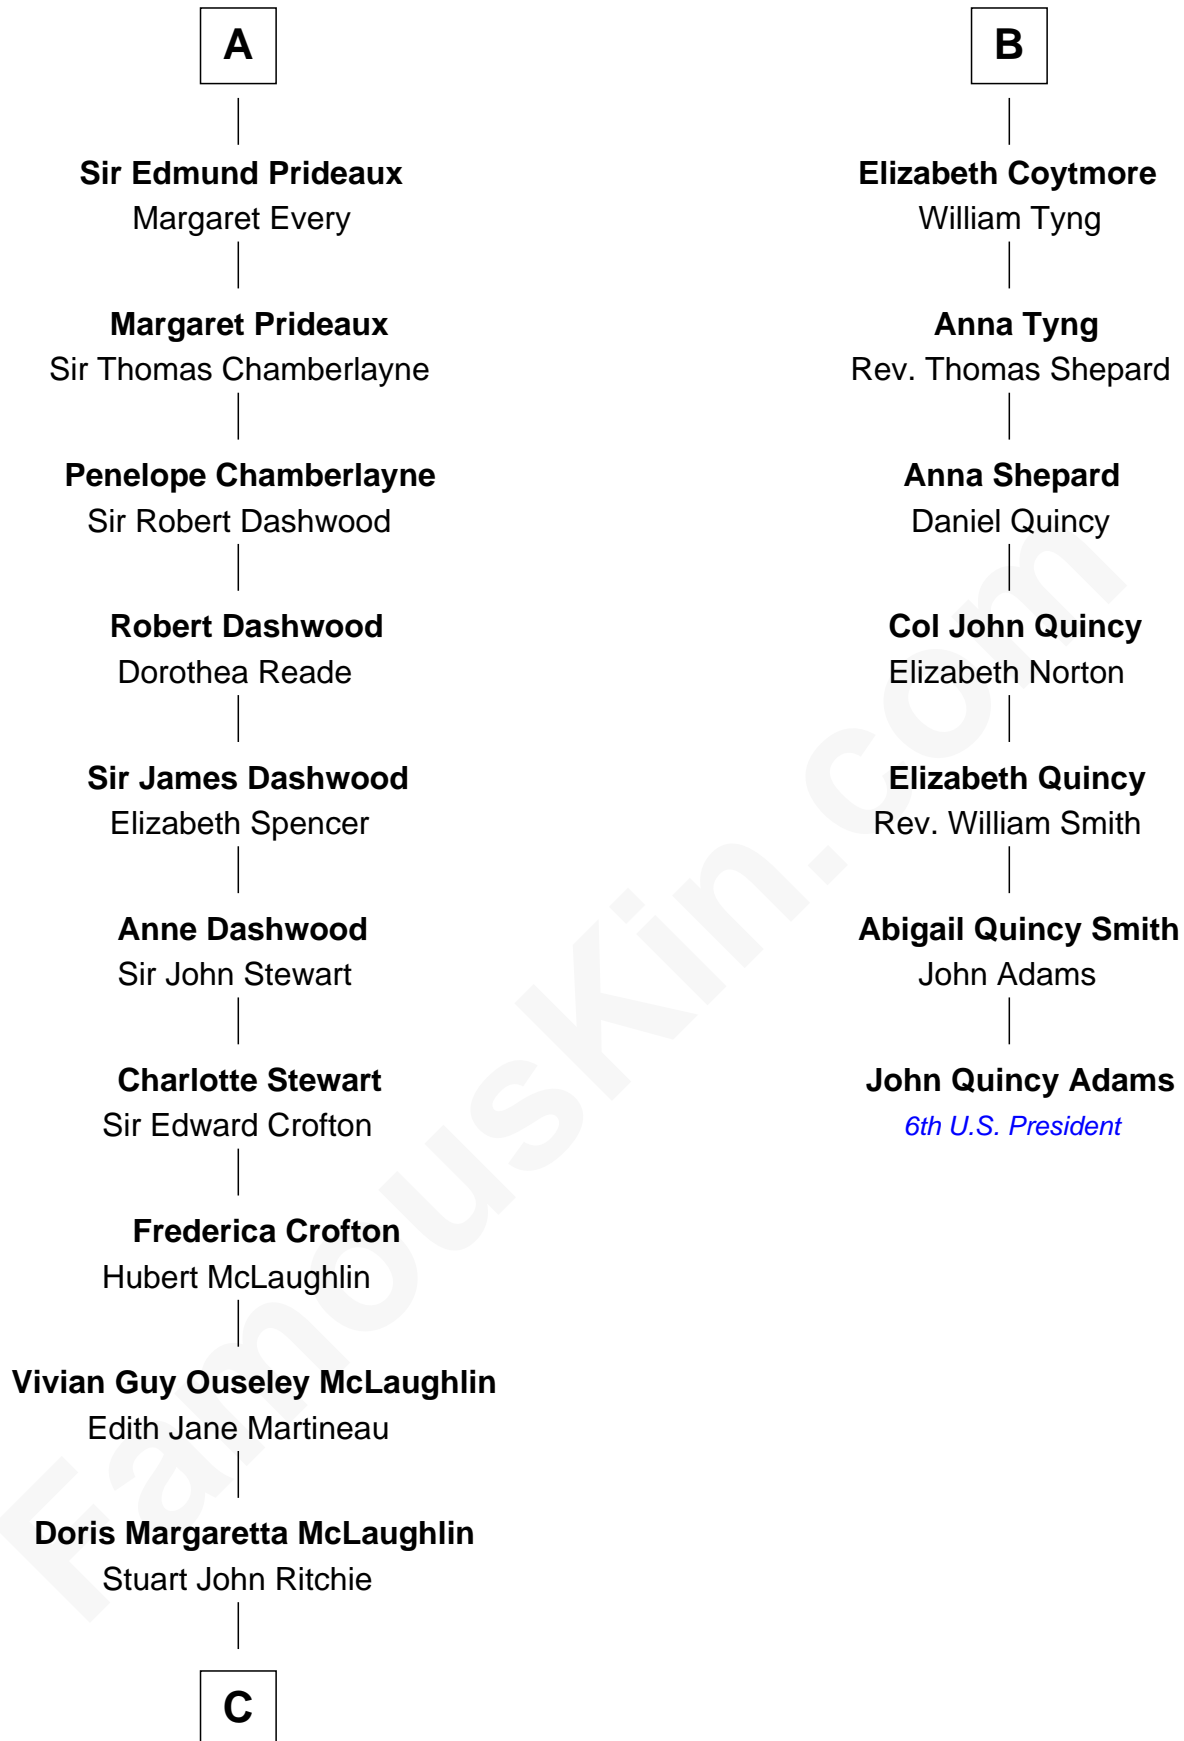 A
Sir Edmund Prideaux
Margaret Every
Margaret Prideaux
Sir Thomas Chamberlayne
Penelope Chamberlayne
Sir Robert Dashwood
Robert Dashwood
Dorothea Reade
Sir James Dashwood
Elizabeth Spencer
Anne Dashwood
Sir John Stewart
Charlotte Stewart
Sir Edward Crofton
Frederica Crofton
Hubert McLaughlin
Vivian Guy Ouseley McLaughlin
Edith Jane Martineau
Doris Margaretta McLaughlin
Stuart John Ritchie
C
B
Elizabeth Coytmore
William Tyng
Anna Tyng
Rev. Thomas Shepard
Anna Shepard
Daniel Quincy
Col John Quincy
Elizabeth Norton
Elizabeth Quincy
Rev. William Smith
Abigail Quincy Smith
John Adams
John Quincy Adams
6th U.S. President
FamousKin.com